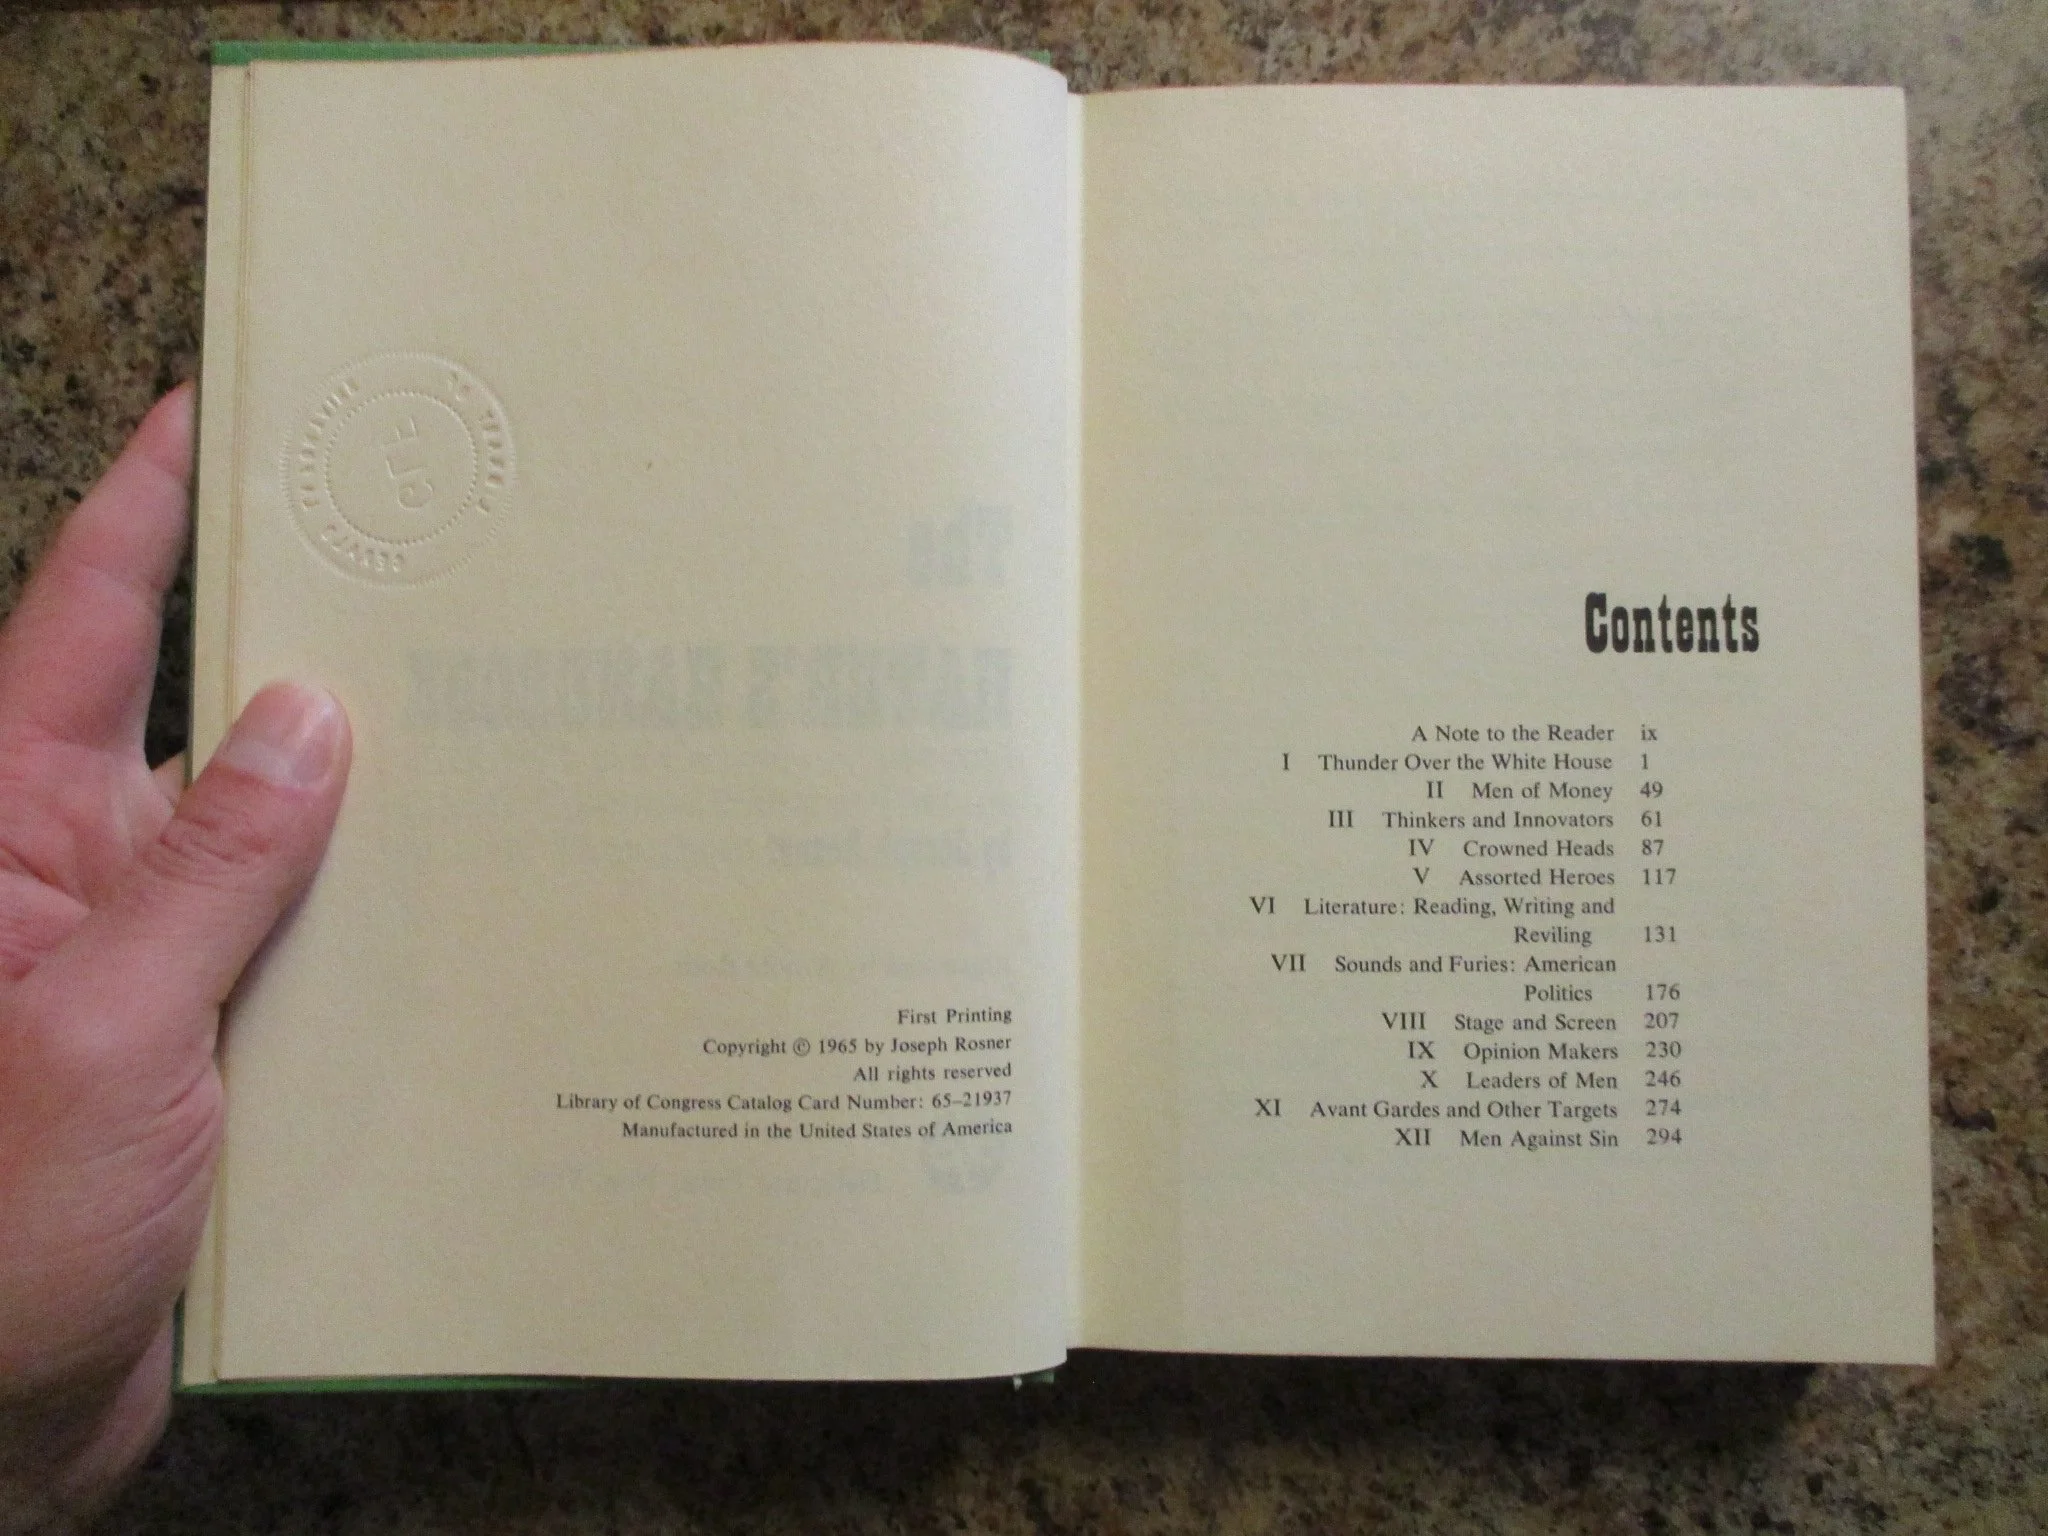 First Printing
Copyright © 1965 by Joseph Rosner
All rights reserved
Library of Congress Catalog Card Number: 65–21937
Manufactured in the United States of America
Contents
A Note to the Reader ix
I Thunder Over the White House 1
II Men of Money 49
III Thinkers and Innovators 61
IV Crowned Heads 87
V Assorted Heroes 117
VI Literature: Reading, Writing and
Reviling 131
VII Sounds and Furies: American
Politics 176
VIII Stage and Screen 207
IX Opinion Makers 230
X Leaders of Men 246
XI Avant Gardes and Other Targets 274
XII Men Against Sin 294